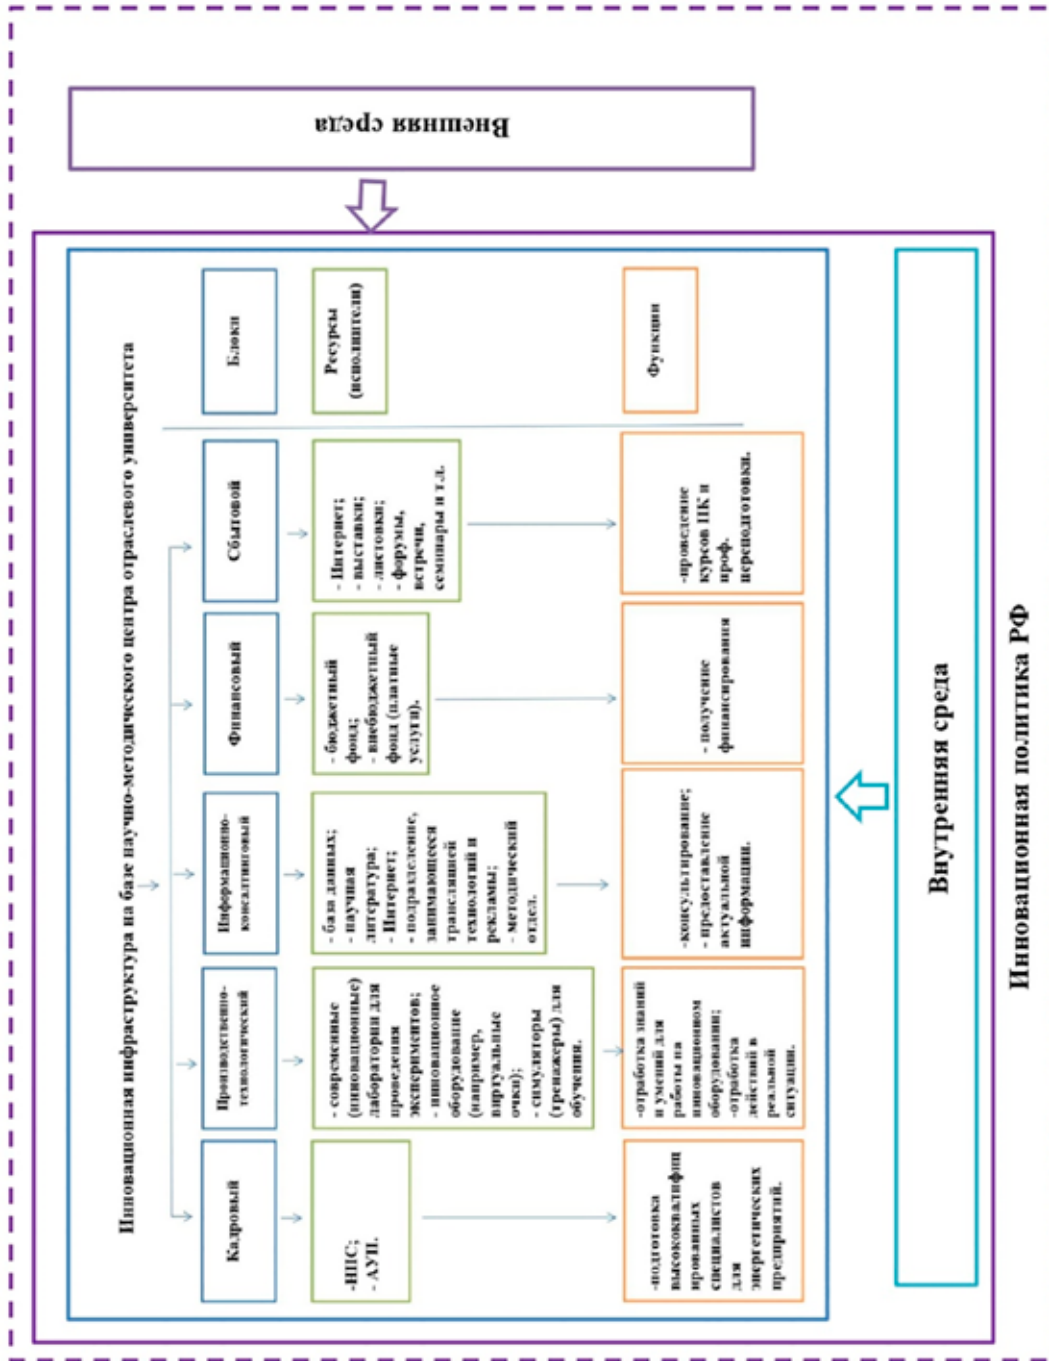 Инновационная инфраструктура на базе научно-методического центра отраслевого университета
Кадровый
Производственно-
технологический
Информационно-
консалтинговый
Финансовый
Сбытовой
Блоки
-НПС;
- АУП.
- современные
(инновационные)
лаборатории для
проведения
экспериментов;
- инновационное
оборудование
(например,
виртуальные
очки);
- симуляторы
(тренажеры) для
обучения.
- база данных;
- научная
литература;
- Интернет;
- подразделение,
занимающееся
трансляцией
технологий и
рекламы;
- методический
отдел.
- бюджетный
фонд;
- внебюджетный
фонд (платные
услуги).
- Интернет;
- выставки;
- листовки;
- форумы,
встречи,
семинары и т.д.
Ресурсы
(исполнители)
-подготовка
высококвалифиц
ированных
специалистов
для
энергетических
предприятий.
-отработка знаний
и умений для
работы на
инновационном
оборудовании;
-отработка
действий в
реальной
ситуации.
-консультирование;
- предоставление
актуальной
информации.
- получение
финансирования
-проведение
курсов ПК и
проф.
переподготовки.
Функции
Внешняя среда
Внутренняя среда
Инновационная политика РФ